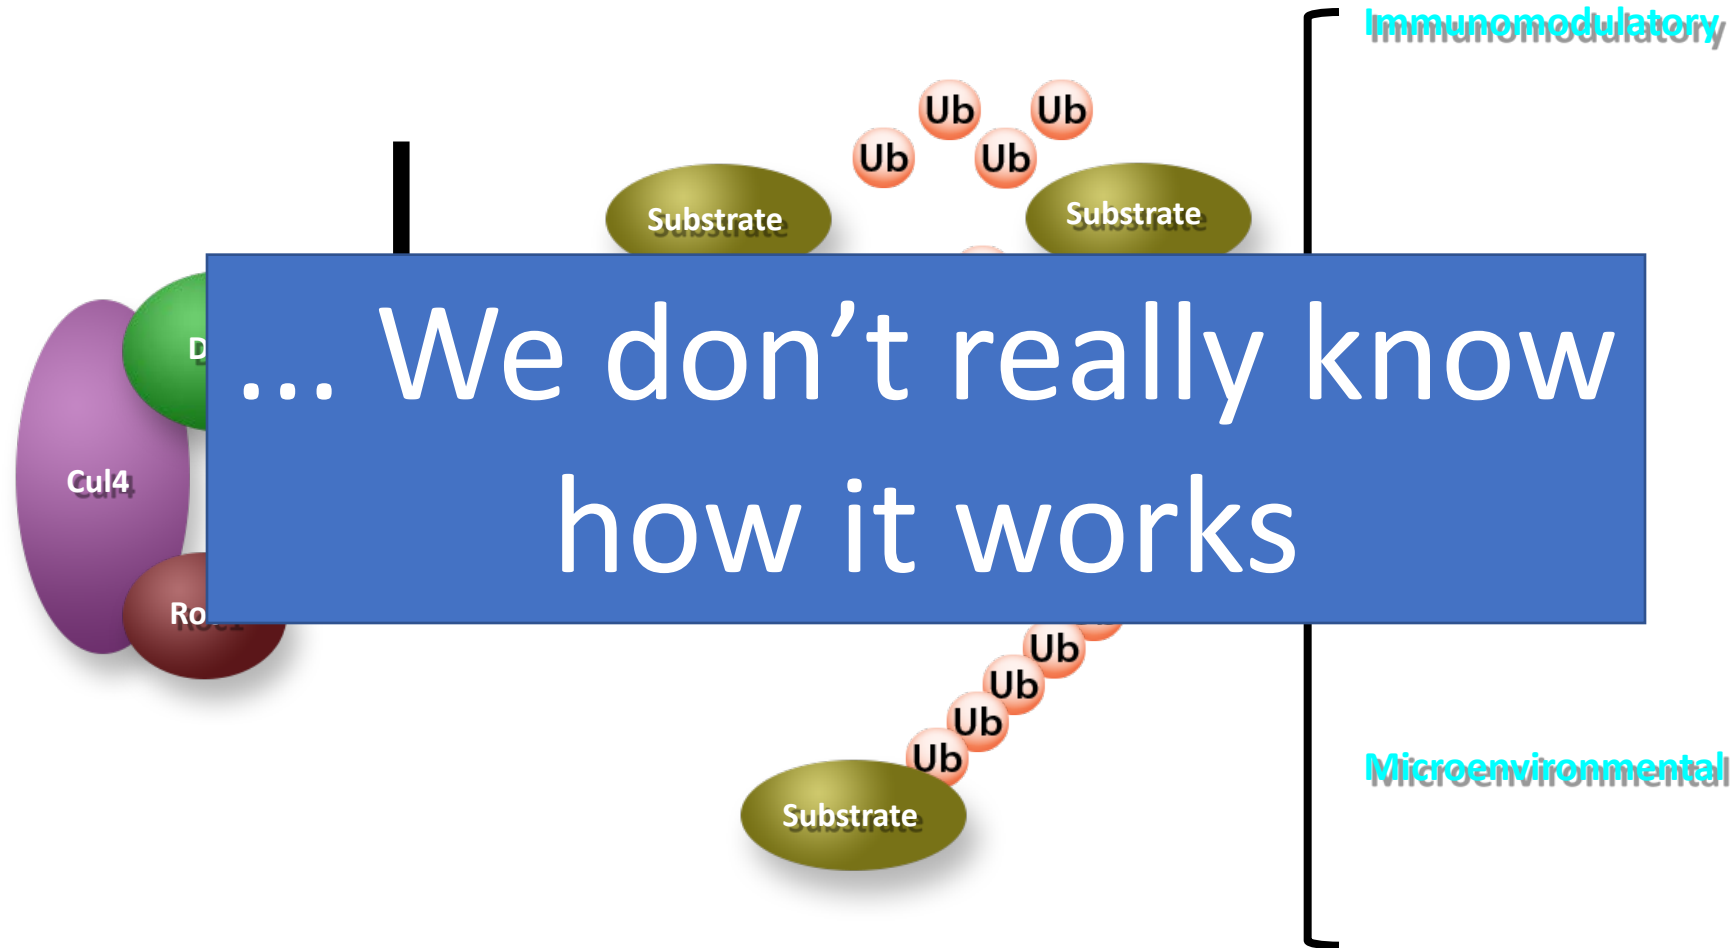 Immunomodulatory
Ub
Ub
Ub
Ub
Substrate
Substrate
... We don’t really know
how it works
Cul4
Ub
Ub
Ub
Ub
Microenvironmental
Substrate